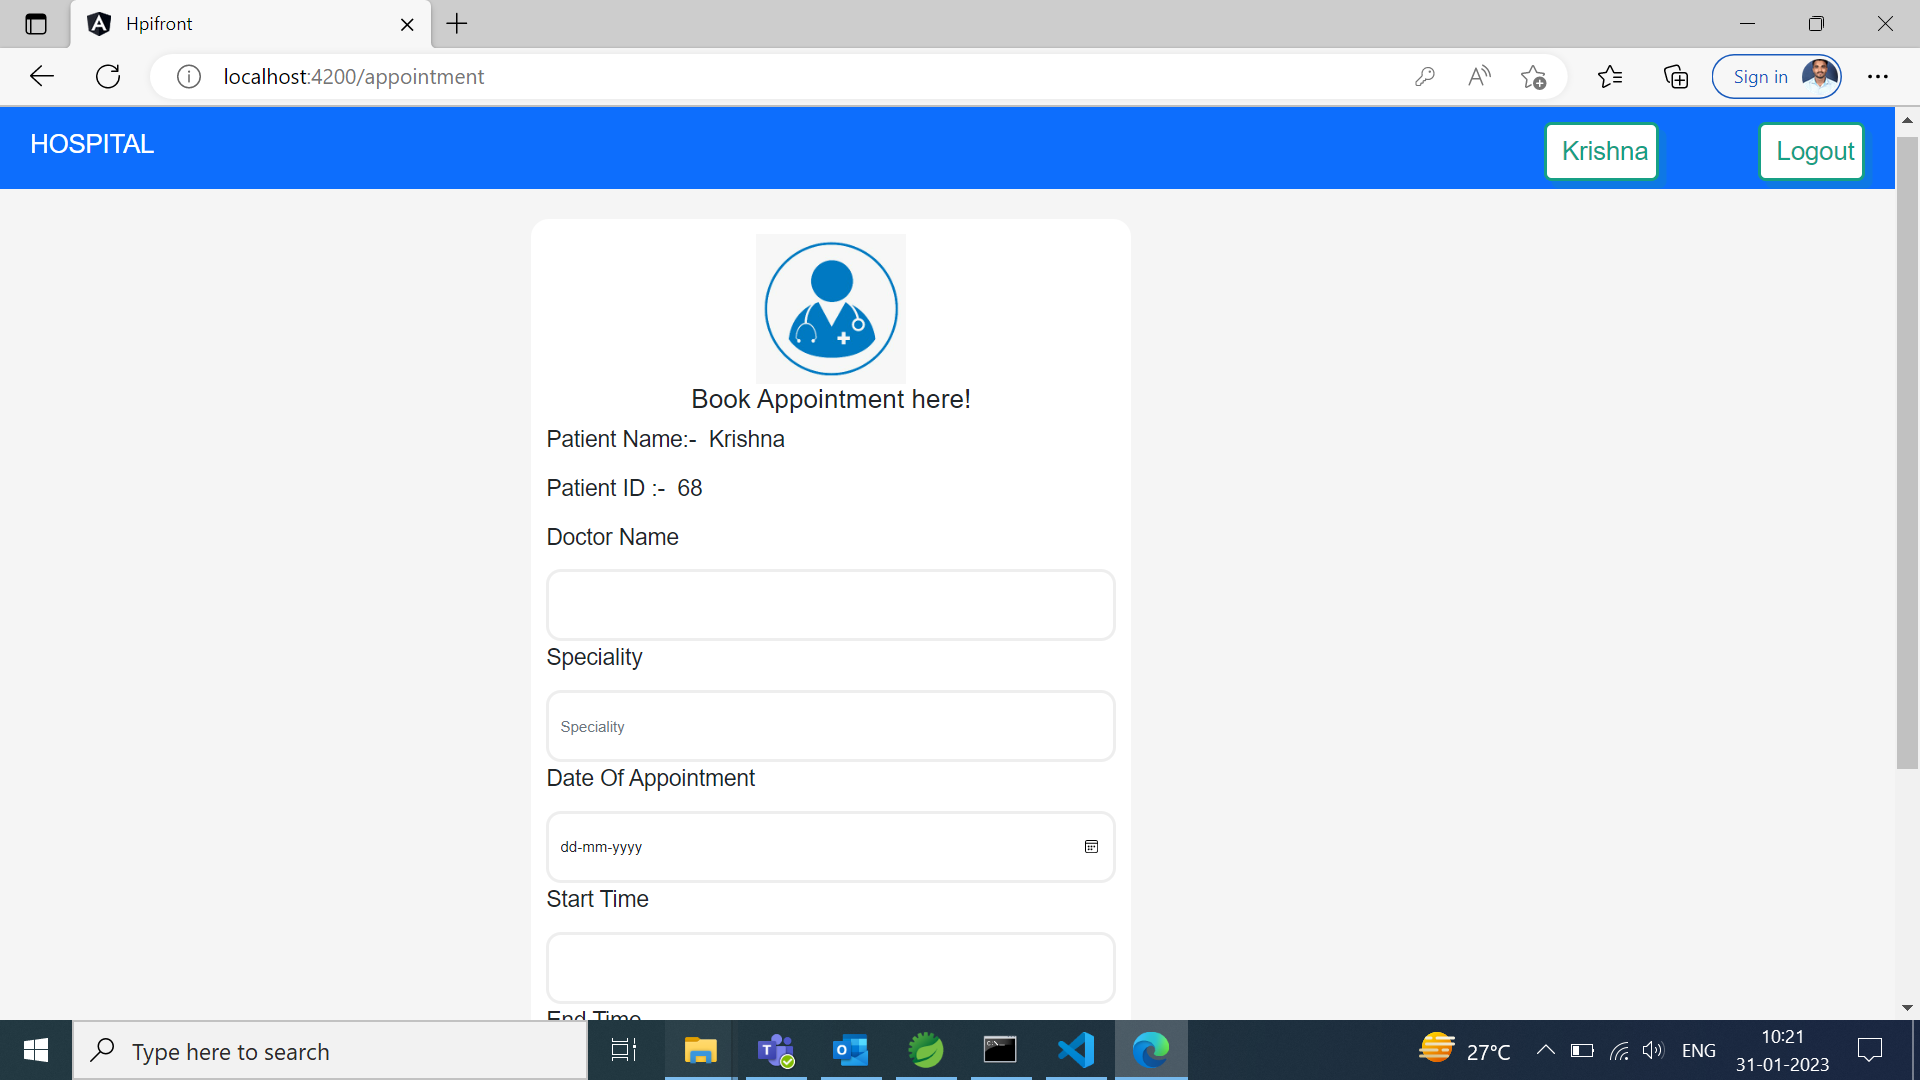 Hpifront
localhost:4200/appointment
Sign in
HOSPITAL
Krishna
Logout
Book Appointment here!
Patient Name:- Krishna
Patient ID :- 68
Doctor Name
Speciality
Speciality
Date Of Appointment
dd-mm-yyyy
Start Time
End Time
Type here to search
27°C
ENG
10:21
31-01-2023